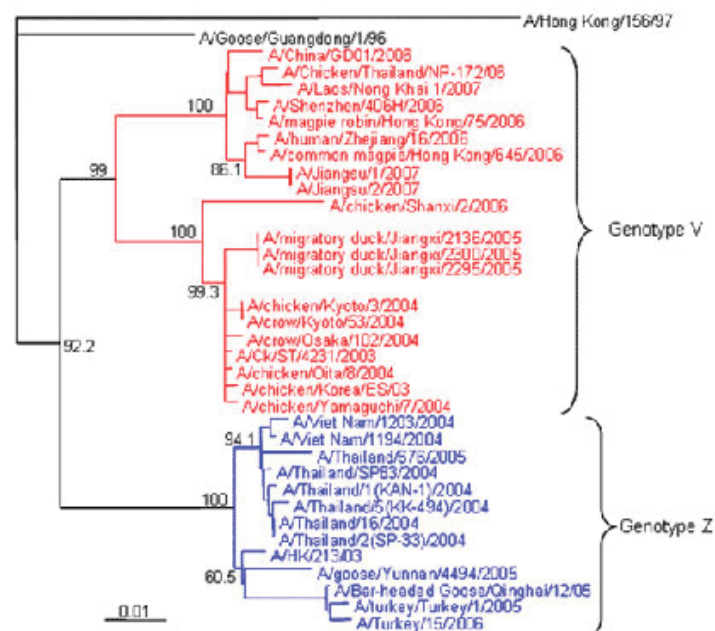 A/Hong Kong/156/97
A/Goose/Guangdong/1/96
A/China/GD01/2006
A/Chicken/Thailand/NP-172/06
A/Laos/Nong Khai 1/2007
100
A/Shenzhen/406H/2006
A/magpie robin/Hong Kong/75/2006
A/human/Zhejiang/16/2006
A/common magpie/Hong Kong/645/2006
86.1
A/Jiangsu/1/2007
99
A/Jiangsu/2/2007
A/chicken/Shanxi/2/2006
Genotype V
100
A/migratory duck/Jiangxi/2136/2005
A/migratory duck/Jiangxi/2300/2005
A/migratory duck/Jiangxi/2295/2005
99.3
A/chicken/Kyoto/3/2004
A/crow/Kyoto/53/2004
A/crow/Osaka/102/2004
92.2
A/Ck/ST/4231/2003
A/chicken/Oita/8/2004
A/chicken/Korea/ES/03
A/chicken/Yamaguchi/7/2004
A/Viet Nam/1203/2004
94.1
A/Viet Nam/1194/2004
A/Thailand/676/2005
A/Thailand/SP83/2004
A/Thailand/1(KAN-1)/2004
100
A/Thailand/5(KK-494)/2004
A/Thailand/16/2004
Genotype Z
A/Thailand/2(SP-33)/2004
A/HK/213/03
60.5
A/goose/Yunnan/4494/2005
A/Bar-headed Goose/Qinghai/12/05
A/turkey/Turkey/1/2005
0.01
A/Turkey/15/2006